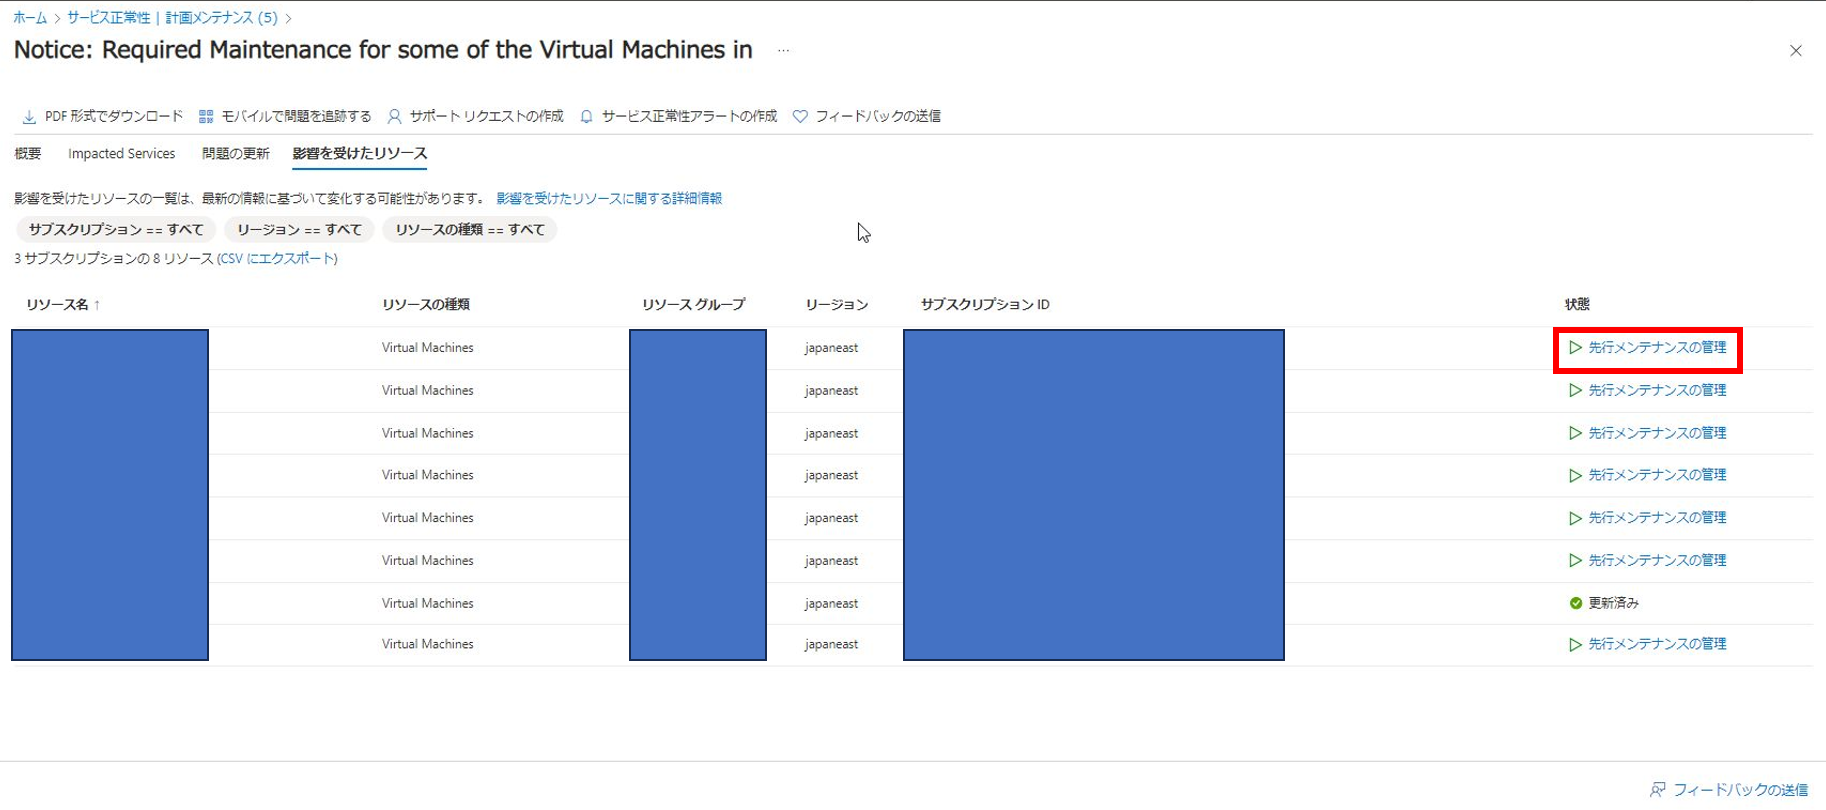 ホーム > サービス正常性 | 計画メンテナンス (5) >
Notice: Required Maintenance for some of the Virtual Machines in ...
PDF 形式でダウンロード モバイルで問題を追跡する サポート リクエストの作成 サービス正常性アラートの作成 フィードバックの送信
概要 Impacted Services 問題の更新 影響を受けたリソース
影響を受けたリソースの一覧は、最新の情報に基づいて変化する可能性があります。 影響を受けたリソースに関する詳細情報
サブスクリプション == すべて リージョン == すべて リソースの種類 == すべて
3 サブスクリプションの 8 リソース (CSV にエクスポート)
リソース名 ↑ リソースの種類 リソース グループ リージョン サブスクリプション ID 状態
Virtual Machines japaneast 先行メンテナンスの管理
Virtual Machines japaneast 先行メンテナンスの管理
Virtual Machines japaneast 先行メンテナンスの管理
Virtual Machines japaneast 先行メンテナンスの管理
Virtual Machines japaneast 先行メンテナンスの管理
Virtual Machines japaneast 先行メンテナンスの管理
Virtual Machines japaneast 更新済み
Virtual Machines japaneast 先行メンテナンスの管理
フィードバックの送信